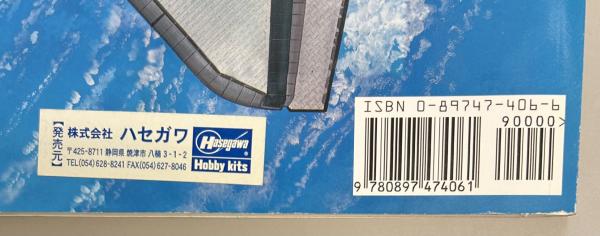 【発売元】
株式会社 ハセガワ
〒425-8711 静岡県 焼津市 八楠 3-1-2
TEL(054)628-8241 FAX(054)627-8046
Hasegawa
Hobby kits
ISBN 0-89747-406-6
90000>
9 780897 474061